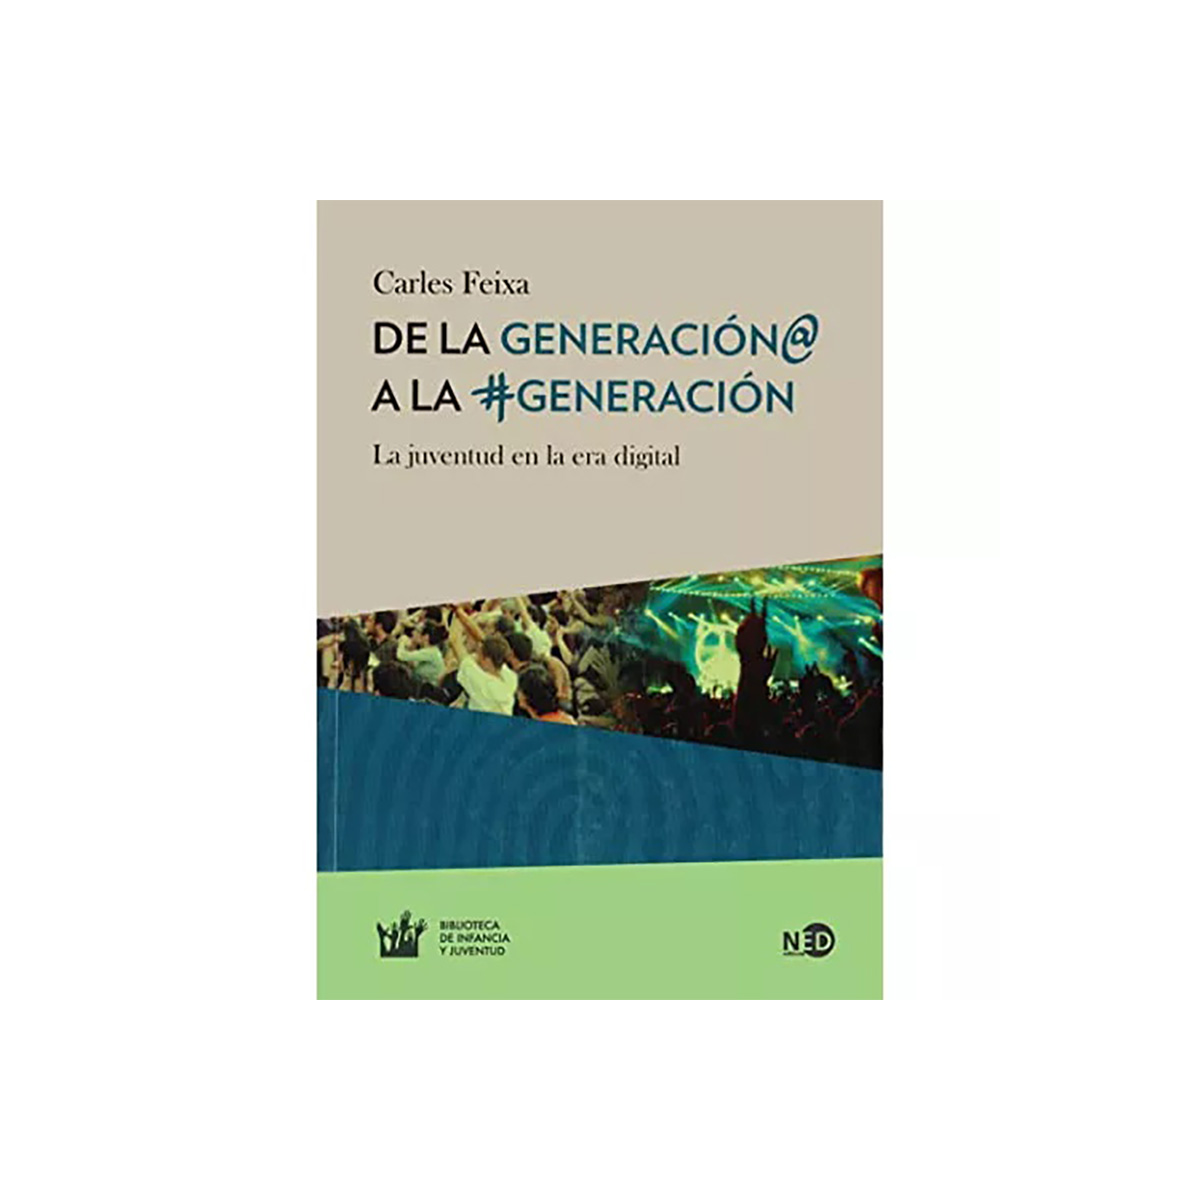 Carles Feixa
DE LA GENERACIÓN@
A LA #GENERACIÓN
La juventud en la era digital
BIBLIOTECA
DE INFANCIA
Y JUVENTUD
NED